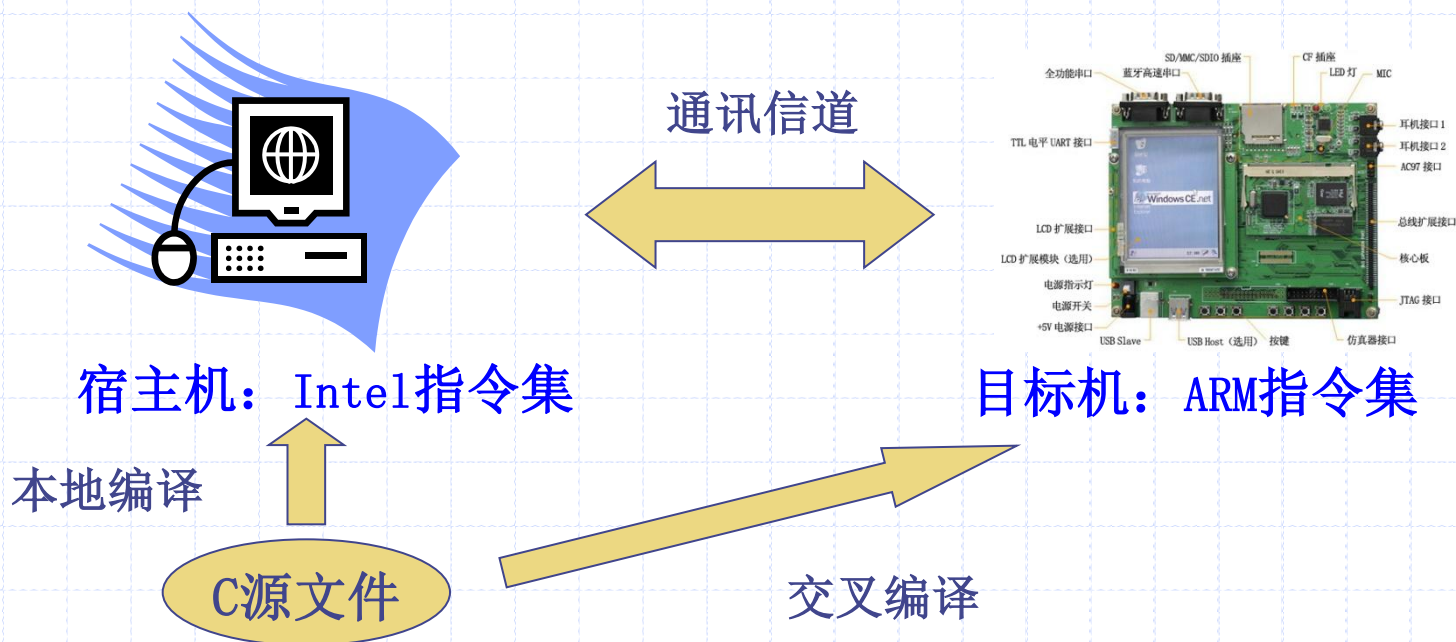 通讯信道
SD/MMC/SDIO 插座
CF 插座
全功能串口
蓝牙高速串口
LED 灯
MIC
耳机接口 1
耳机接口 2
TTL 电平 UART 接口
AC97 接口
Windows CE.net
总线扩展接口
LCD 扩展接口
核心板
LCD 扩展模块（选用）
电源指示灯
电源开关
JTAG 接口
+5V 电源接口
USB Slave
USB Host（选用）
按键
仿真器接口
宿主机：Intel指令集
目标机：ARM指令集
本地编译
C源文件
交叉编译